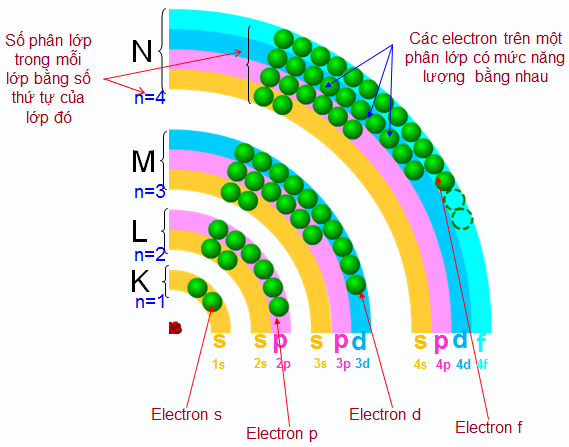 Số phân lớp
trong mỗi
lớp bằng số
thứ tự của
lớp đó
Các electron trên một
phân lớp có mức năng
lượng bằng nhau
N
n=4
M
n=3
L
n=2
K
n=1
s s p s p d s p d f
1s 2s 2p 3s 3p 3d 4s 4p 4d 4f
Electron s
Electron p
Electron d
Electron f